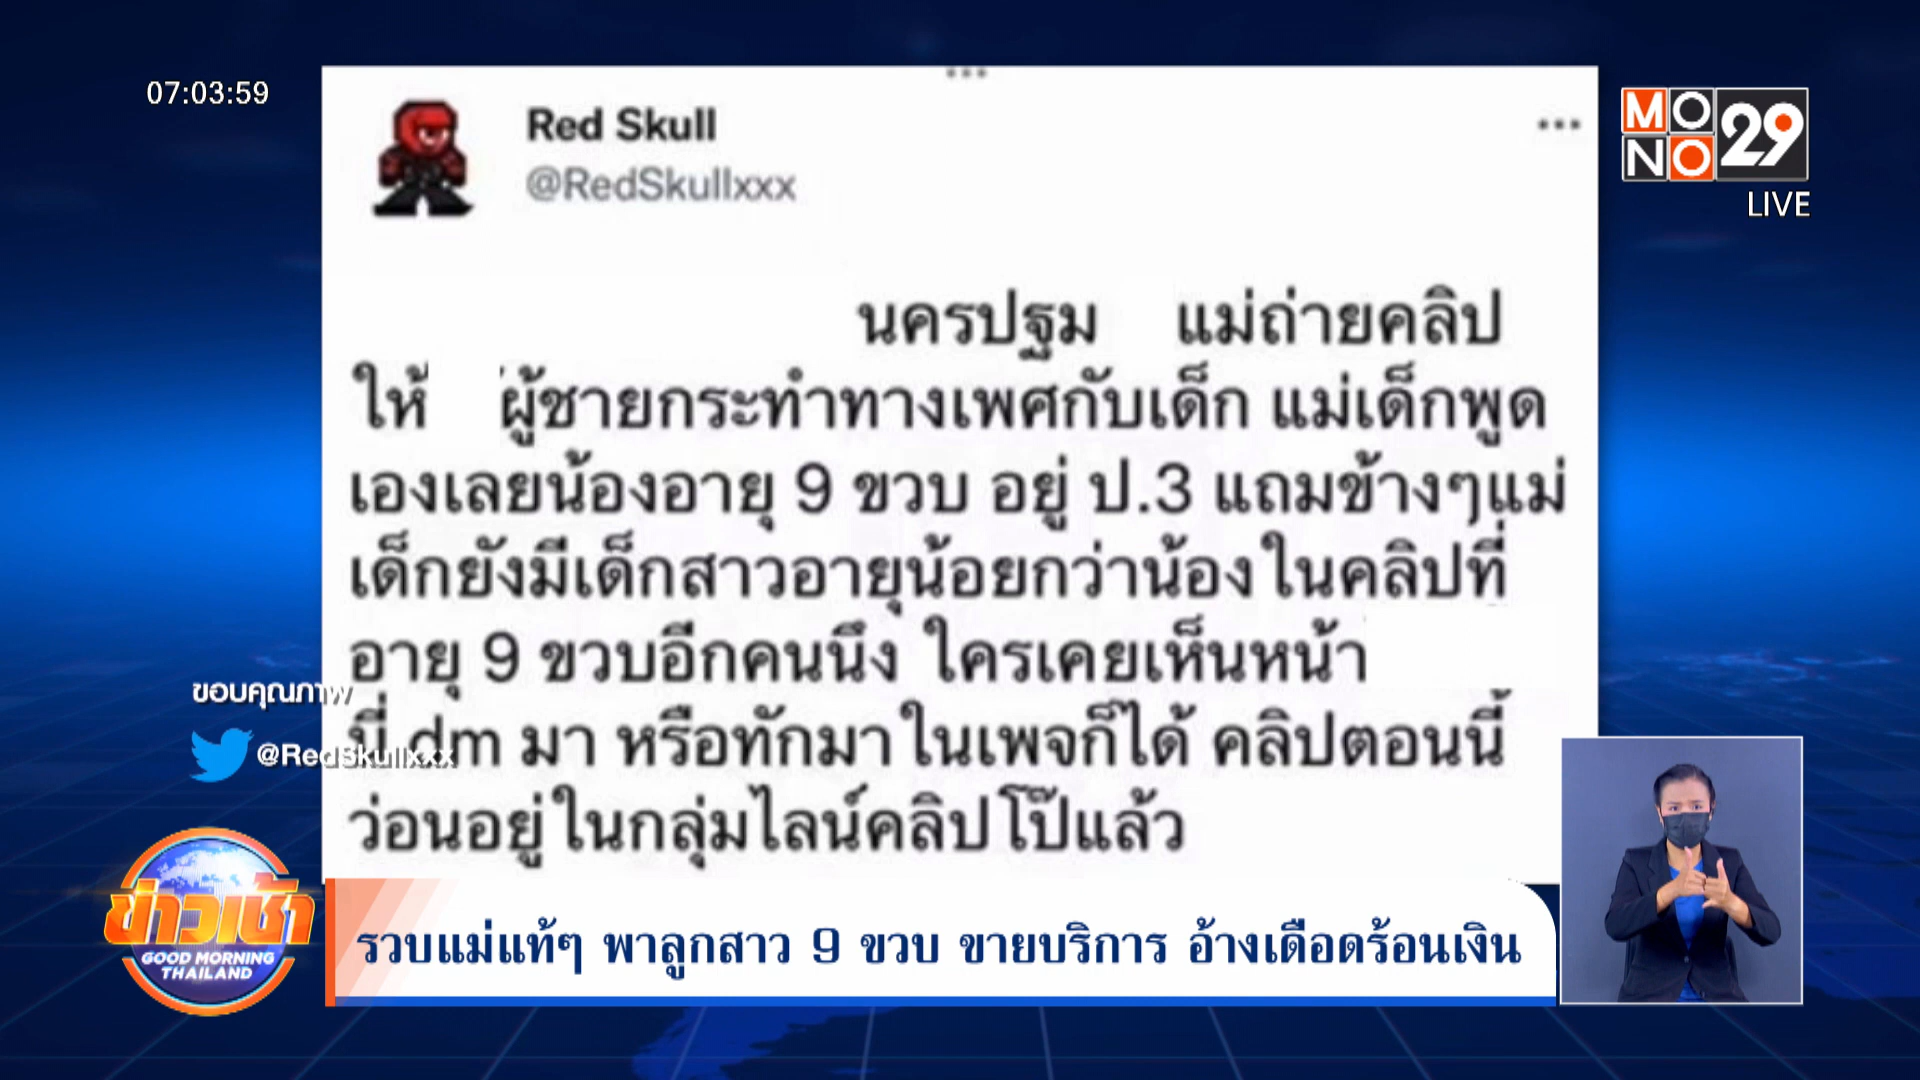 07:03:59
MONO 29
LIVE
Red Skull
@RedSkullxxx
นครปฐม แม่ถ่ายคลิป
ให้ ผู้ชายกระทำทางเพศกับเด็ก แม่เด็กพูด
เองเลยน้องอายุ 9 ขวบ อยู่ ป.3 แถมข้างๆแม่
เด็กยังมีเด็กสาวอายุน้อยกว่าน้องในคลิปที่
อายุ 9 ขวบอีกคนนึง ใครเคยเห็นหน้า
นี่ dm มา หรือทักมาในเพจก็ได้ คลิปตอนนี้
ว่อนอยู่ในกลุ่มไลน์คลิปโป๊แล้ว
ขอบคุณภาพ
@RedSkullxxx
ข่าวเช้า
GOOD MORNING
THAILAND
รวบแม่แท้ๆ พาลูกสาว 9 ขวบ ขายบริการ อ้างเดือดร้อนเงิน